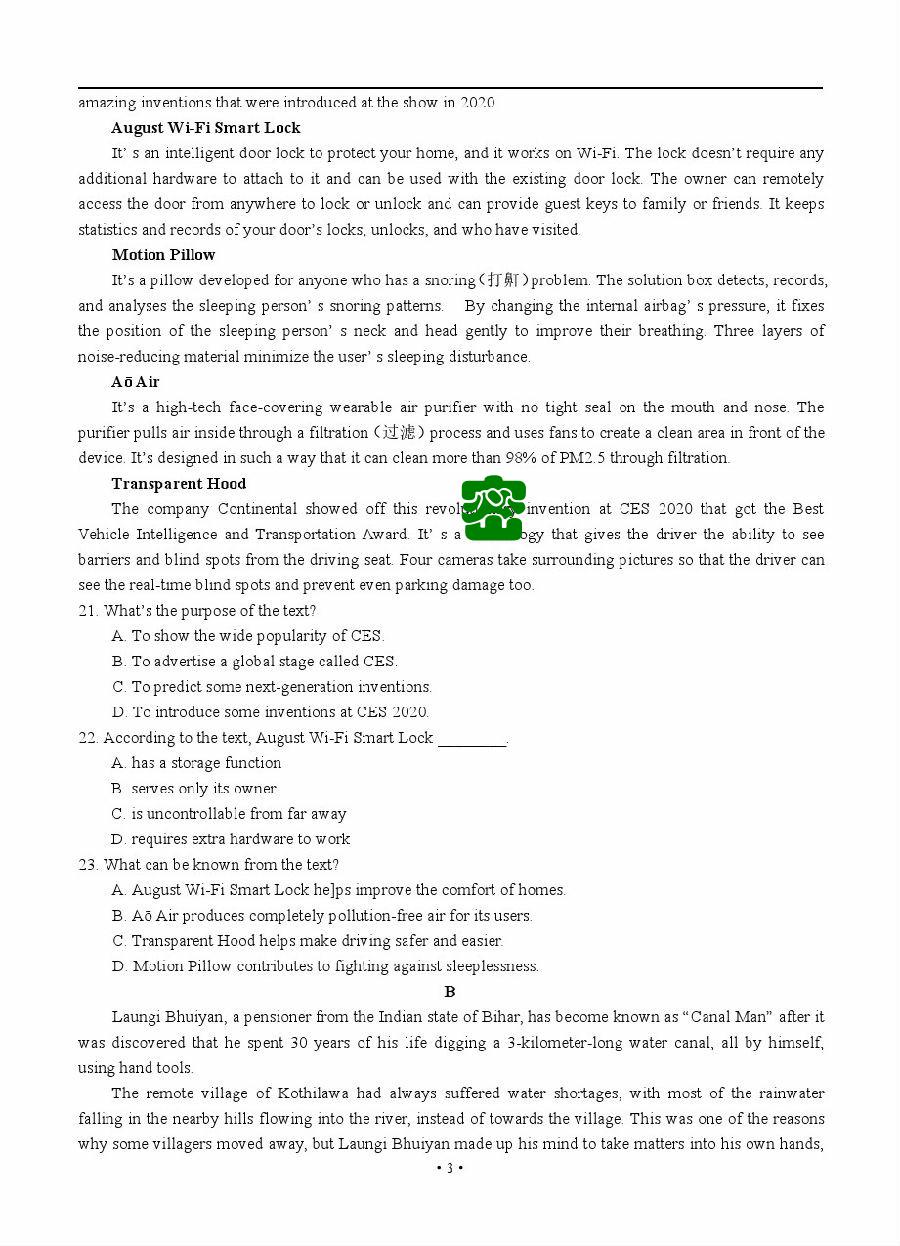 amazing inventions that were introduced at the show in 2020
August Wi-Fi Smart Lock
It' s an intelligent door lock to protect your home, and it works on Wi-Fi. The lock doesn't require any
additional hardware to attach to it and can be used with the existing door lock. The owner can remotely
access the door from anywhere to lock or unlock and can provide guest keys to family or friends. It keeps
statistics and records of your door's locks, unlocks, and who have visited.
Motion Pillow
It's a pillow developed for anyone who has a snoring(打鼾)problem. The solution box detects, records,
and analyses the sleeping person' s snoring patterns. By changing the internal airbag' s pressure, it fixes
the position of the sleeping person' s neck and head gently to improve their breathing. Three layers of
noise-reducing material minimize the user' s sleeping disturbance.
Aō Air
It's a high-tech face-covering wearable air purifier with no tight seal on the mouth and nose. The
purifier pulls air inside through a filtration(过滤)process and uses fans to create a clean area in front of the
device. It's designed in such a way that it can clean more than 98% of PM2.5 through filtration.
Transparent Hood
The company Continental showed off this invention at CES 2020 that got the Best
Vehicle Intelligence and Transportation Award. It' s a that gives the driver the ability to see
barriers and blind spots from the driving seat. Four cameras take surrounding pictures so that the driver can
see the real-time blind spots and prevent even parking damage too.
21. What's the purpose of the text?
A. To show the wide popularity of CES.
B. To advertise a global stage called CES.
C. To predict some next-generation inventions.
D. To introduce some inventions at CES 2020.
22. According to the text, August Wi-Fi Smart Lock ________.
A. has a storage function
B. serves only its owner
C. is uncontrollable from far away
D. requires extra hardware to work
23. What can be known from the text?
A. August Wi-Fi Smart Lock he]ps improve the comfort of homes.
B. Aō Air produces completely pollution-free air for its users.
C. Transparent Hood helps make driving safer and easier.
D. Motion Pillow contributes to fighting against sleeplessness.
B
Laungi Bhuiyan, a pensioner from the Indian state of Bihar, has become known as "Canal Man" after it
was discovered that he spent 30 years of his life digging a 3-kilometer-long water canal, all by himself,
using hand tools.
The remote village of Kothilawa had always suffered water shortages, with most of the rainwater
falling in the nearby hills flowing into the river, instead of towards the village. This was one of the reasons
why some villagers moved away, but Laungi Bhuiyan made up his mind to take matters into his own hands,
• 3 •